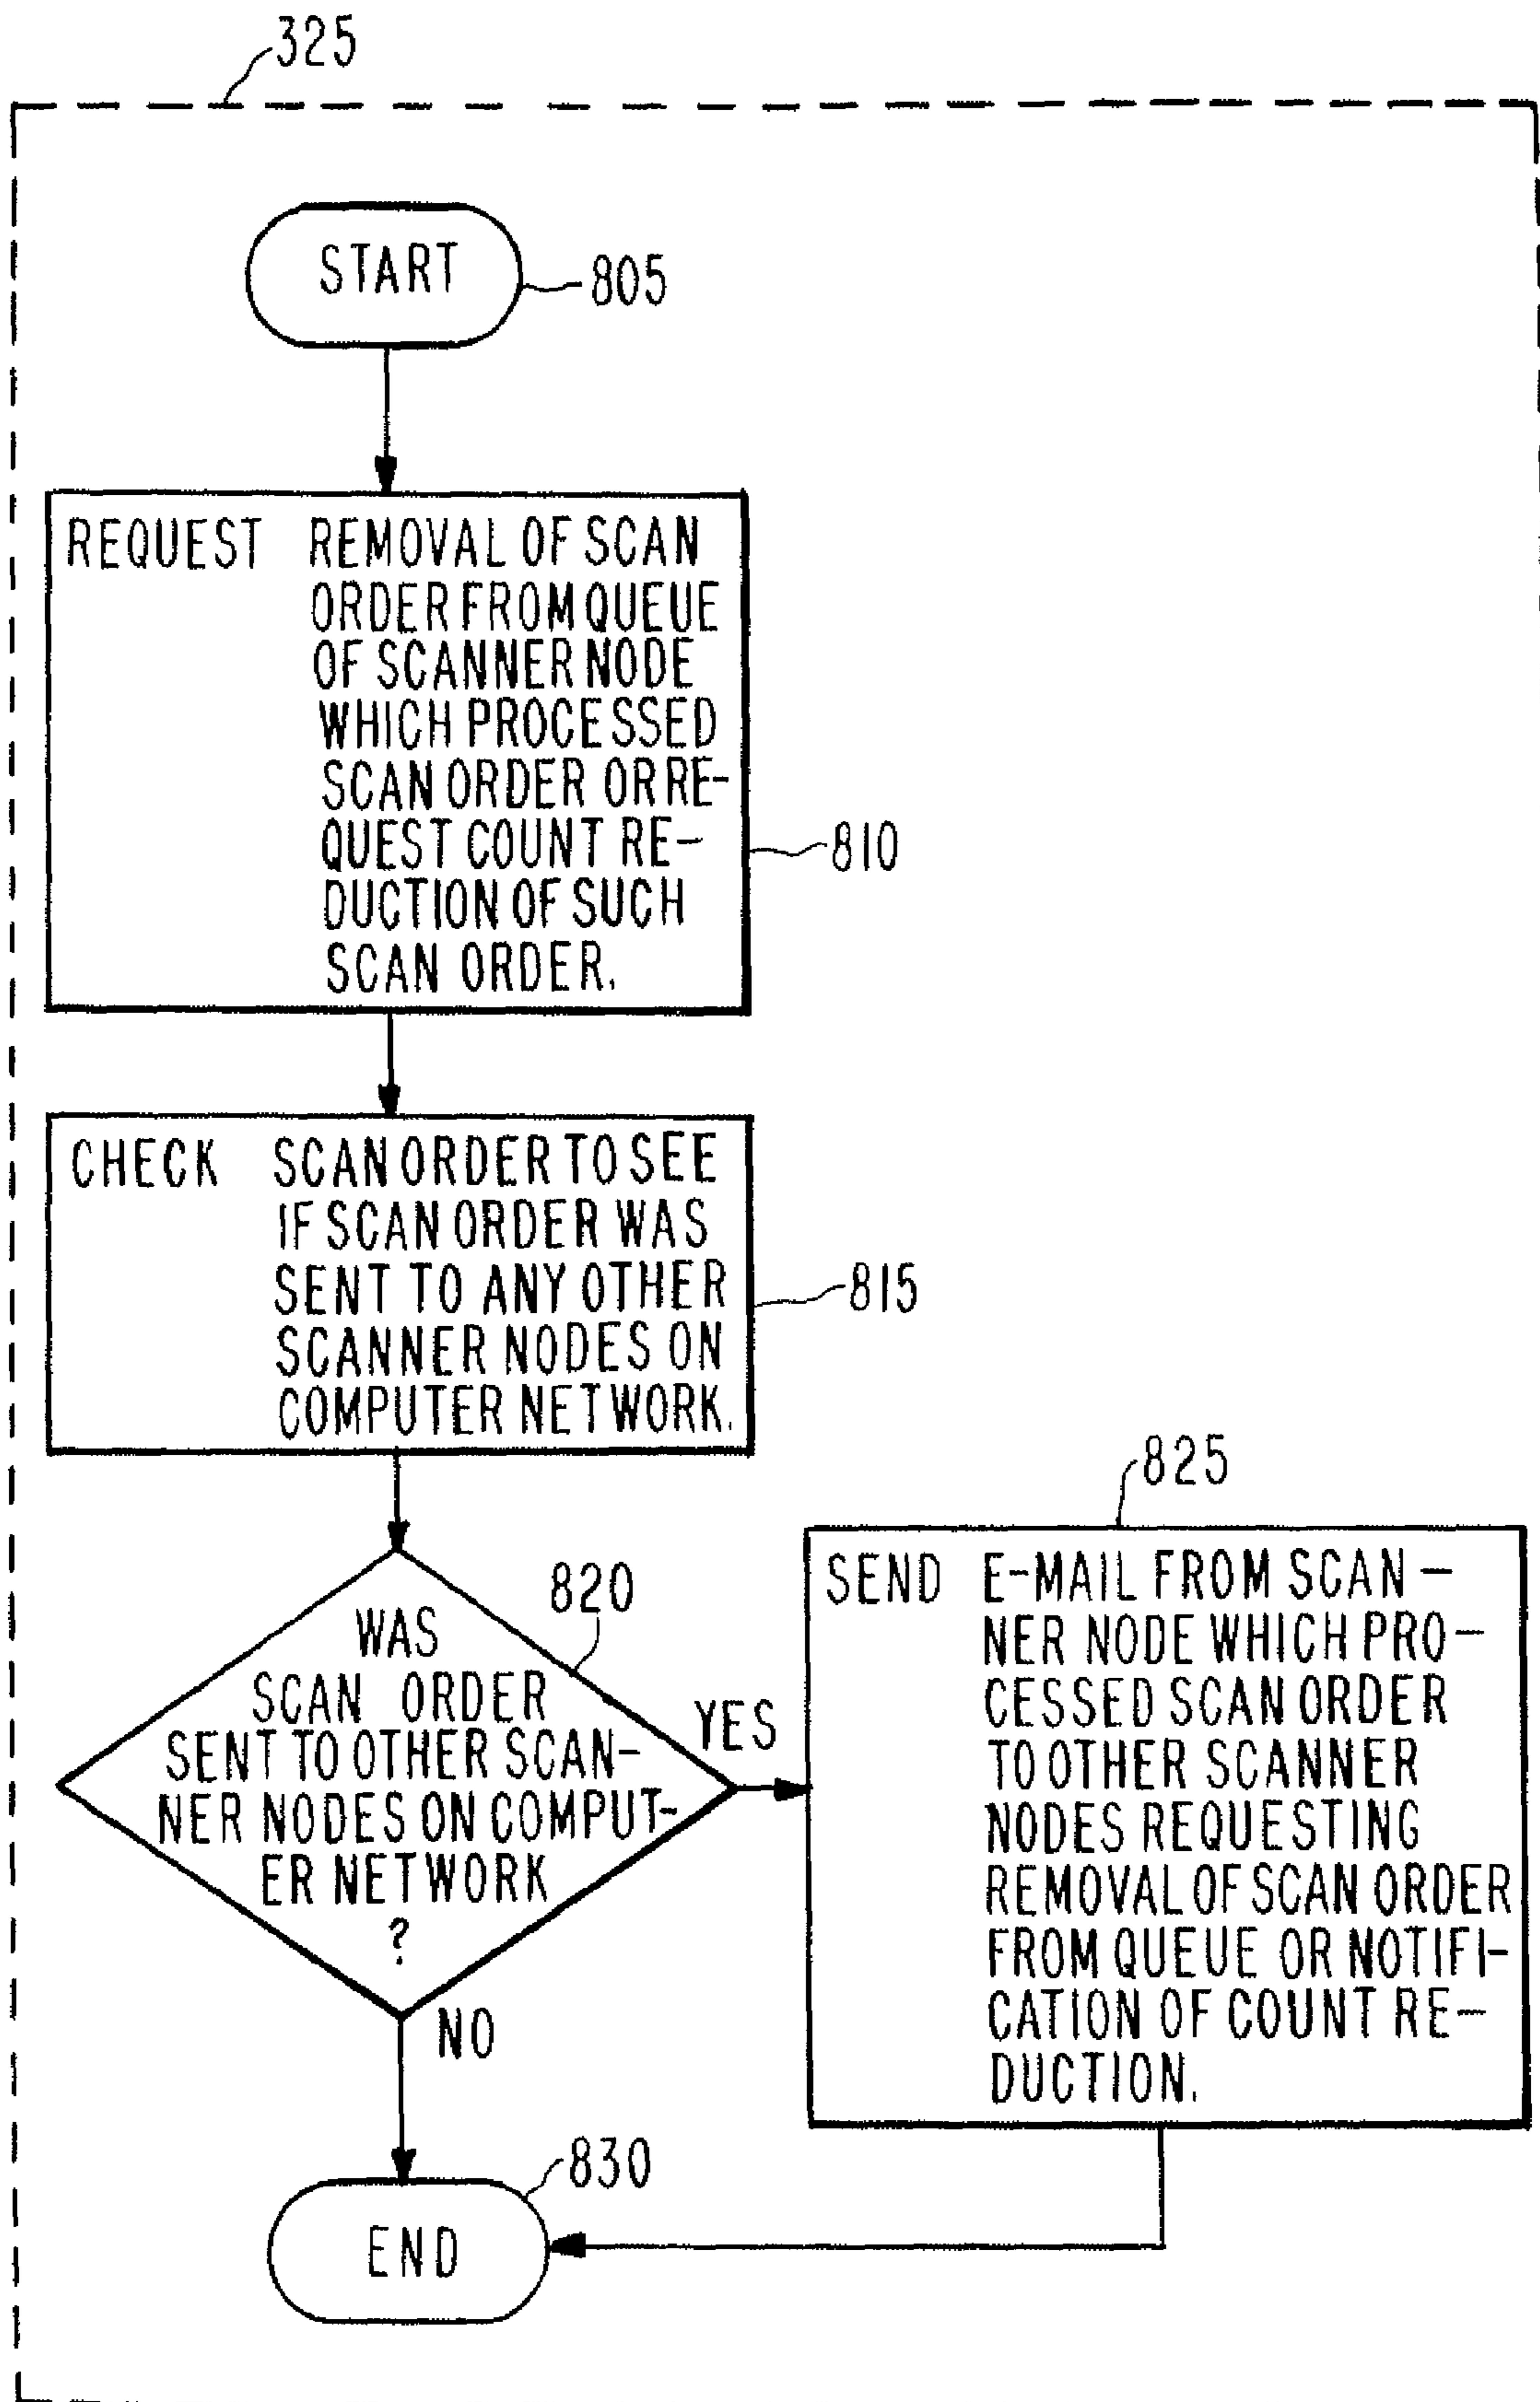 325
START
805
REQUEST REMOVAL OF SCAN
ORDER FROM QUEUE
OF SCANNER NODE
WHICH PROCESSED
SCAN ORDER OR RE-
QUEST COUNT RE-
DUCTION OF SUCH
SCAN ORDER.
810
CHECK SCAN ORDER TO SEE
IF SCAN ORDER WAS
SENT TO ANY OTHER
SCANNER NODES ON
COMPUTER NETWORK.
815
WAS
SCAN ORDER
SENT TO OTHER SCAN-
NER NODES ON COMPUT-
ER NETWORK
?
820
YES
NO
825
SEND E-MAIL FROM SCAN-
NER NODE WHICH PRO-
CESSED SCAN ORDER
TO OTHER SCANNER
NODES REQUESTING
REMOVAL OF SCAN ORDER
FROM QUEUE OR NOTIFI-
CATION OF COUNT RE-
DUCTION.
830
END